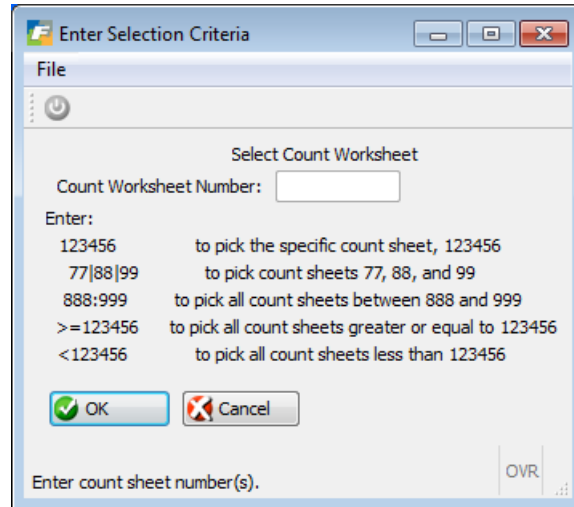 Enter Selection Criteria
File
Select Count Worksheet
Count Worksheet Number:
Enter:
123456 to pick the specific count sheet, 123456
77|88|99 to pick count sheets 77, 88, and 99
888:999 to pick all count sheets between 888 and 999
>=123456 to pick all count sheets greater or equal to 123456
<123456 to pick all count sheets less than 123456
OK Cancel
Enter count sheet number(s). OVR